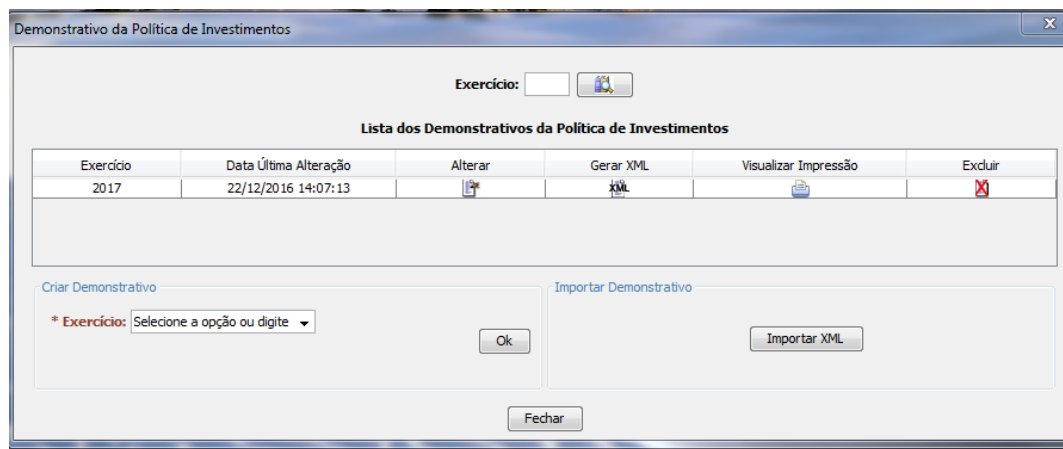 Demonstrativo da Política de Investimentos
X
Exercício:
Lista dos Demonstrativos da Política de Investimentos
Exercício Data Última Alteração Alterar Gerar XML Visualizar Impressão Excluir
2017 22/12/2016 14:07:13 XML
Criar Demonstrativo Importar Demonstrativo
* Exercício: Selecione a opção ou digite
Ok Importar XML
Fechar